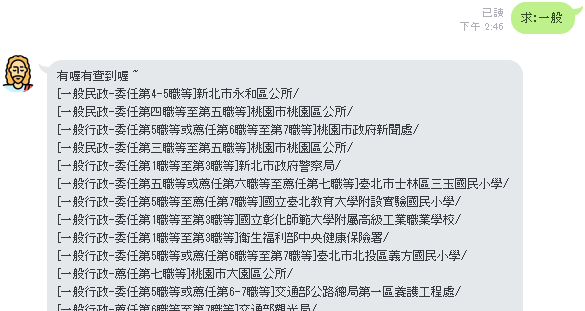 已讀
下午 2:46
求:一般
有喔有查到喔~
[一般民政-委任第4-5職等]新北市永和區公所/
[一般民政-委任第四職等至第五職等]桃園市桃園區公所/
[一般行政-委任第5職等或薦任第6職等至第7職等]桃園市政府新聞處/
[一般民政-委任第三職等至第五職等]桃園市桃園區公所/
[一般行政-委任第1職等至第3職等]新北市政府警察局/
[一般行政-委任第五職等或薦任第六職等至薦任第七職等]臺北市士林區三玉國民小學/
[一般行政-委任第5職等至薦任第7職等]國立臺北教育大學附設實驗國民小學/
[一般行政-委任第1職等至第3職等]國立彰化師範大學附屬高級工業職業學校/
[一般行政-委任第1職等至第3職等]衛生福利部中央健康保險署/
[一般行政-委任第5職等或薦任第6職等至第7職等]臺北市北投區義方國民小學/
[一般行政-薦任第七職等]桃園市大園區公所/
[一般行政-委任第5職等或薦任第6-7職等]交通部公路總局第一區養護工程處/
[一般行政-薦任第6職等至第7職等]交通部觀光局/